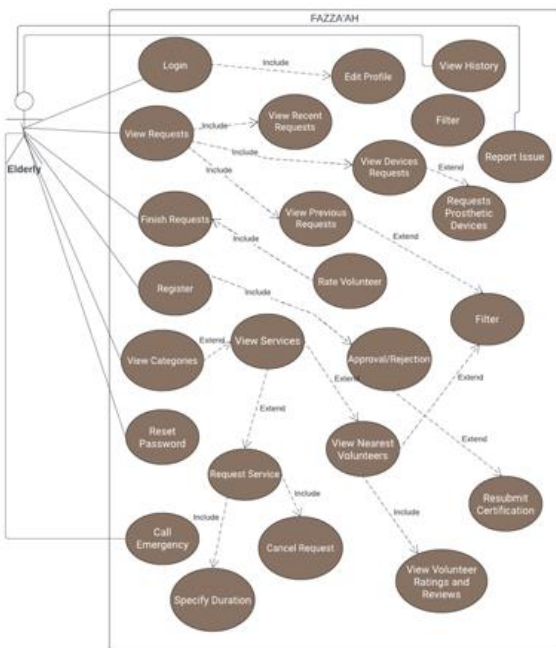 FAZZA'AH
Login
Include
Edit Profile
View History
Elderly
View Requests
Include
View Recent
Requests
Filter
Include
View Devices
Requests
Extend
Report Issue
Include
Requests
Prosthetic
Devices
Finish Requests
View Previous
Requests
Extend
Include
Rate Volunteer
Register
Include
Filter
View Categories
Extend
View Services
Approval/Rejection
Extend
Extend
Extend
Extend
Reset
Password
View Nearest
Volunteers
Request Service
Include
Include
Include
Resubmit
Certification
Call
Emergency
Cancel Request
View Volunteer
Ratings and
Reviews
Specify Duration